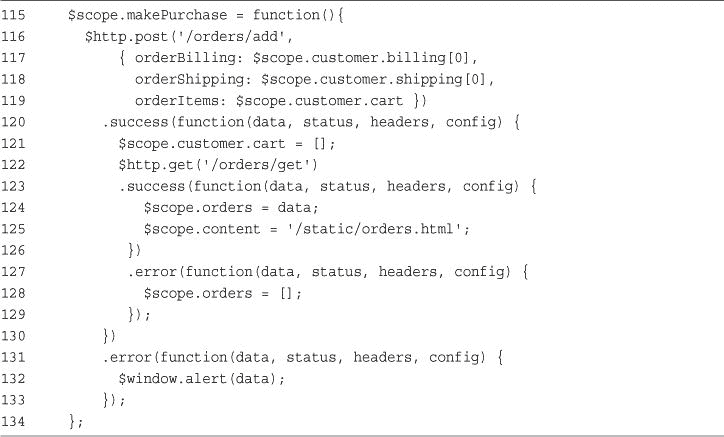 115     $scope.makePurchase = function(){
116       $http.post('/orders/add',
117           { orderBilling: $scope.customer.billing[0],
118             orderShipping: $scope.customer.shipping[0],
119             orderItems: $scope.customer.cart })
120         .success(function(data, status, headers, config) {
121           $scope.customer.cart = [];
122           $http.get('/orders/get')
123           .success(function(data, status, headers, config) {
124              $scope.orders = data;
125              $scope.content = '/static/orders.html';
126            })
127            .error(function(data, status, headers, config) {
128              $scope.orders = [];
129            });
130         })
131         .error(function(data, status, headers, config) {
132           $window.alert(data);
133         });
134     };